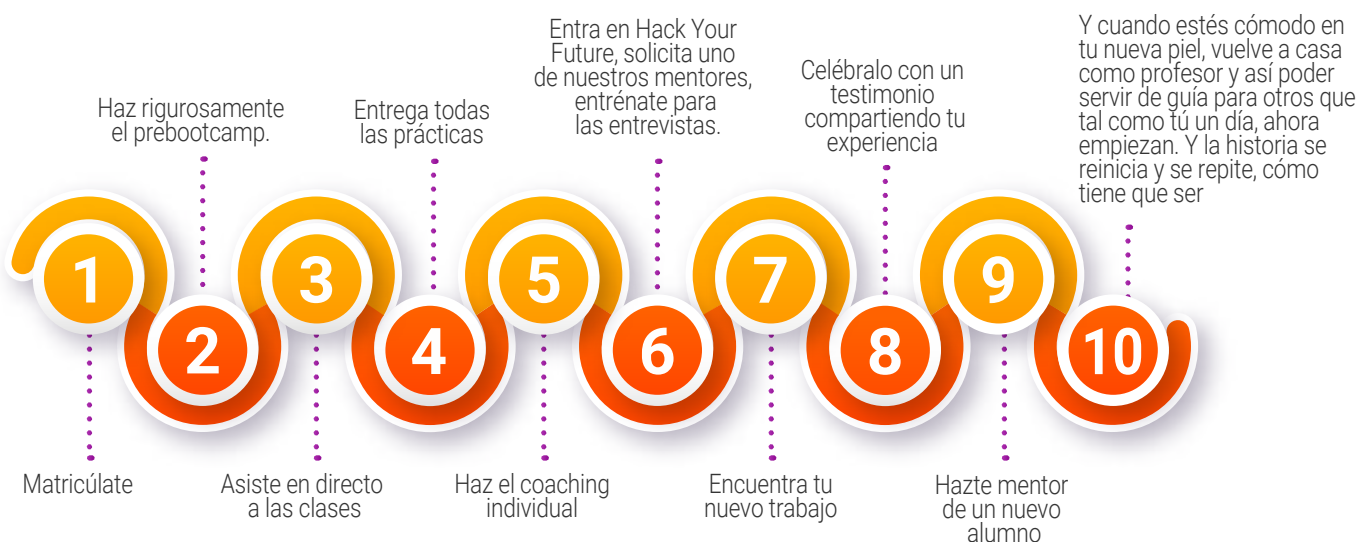 1
Matricúlate
2
Haz rigurosamente
el prebootcamp.
3
Asiste en directo
a las clases
4
Entrega todas
las prácticas
5
Haz el coaching
individual
6
Entra en Hack Your
Future, solicita uno
de nuestros mentores,
entrénate para
las entrevistas.
7
Encuentra tu
nuevo trabajo
8
Celébralo con un
testimonio
compartiendo tu
experiencia
9
Hazte mentor
de un nuevo
alumno
10
Y cuando estés cómodo en
tu nueva piel, vuelve a casa
como profesor y así poder
servir de guía para otros que
tal como tú un día, ahora
empiezan. Y la historia se
reinicia y se repite, cómo
tiene que ser